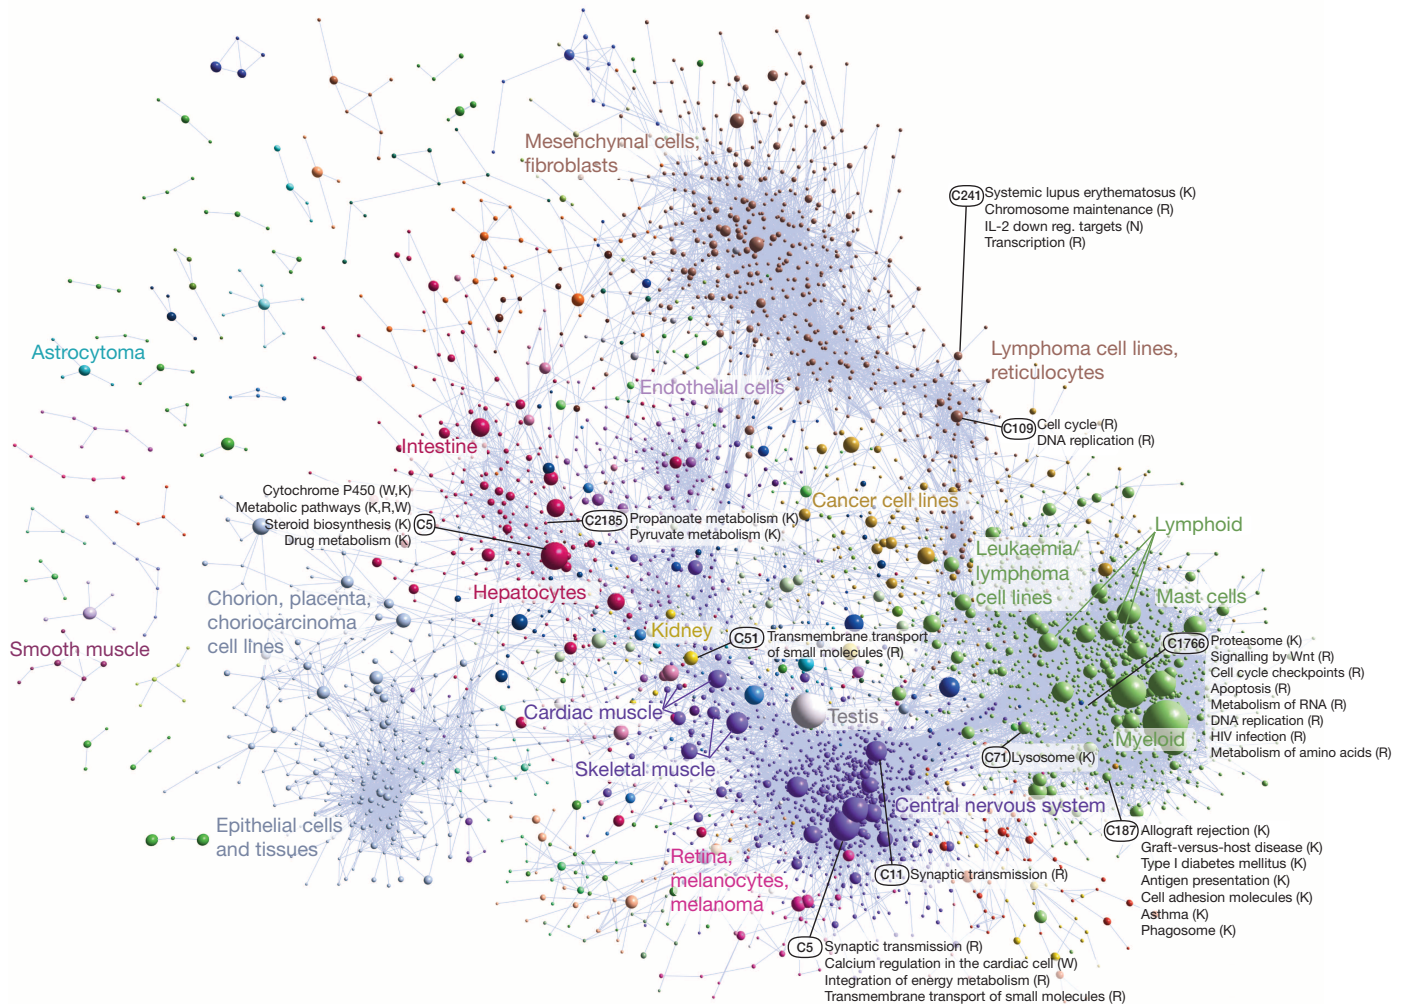 Mesenchymal cells,
fibroblasts
C241 Systemic lupus erythematosus (K)
Chromosome maintenance (R)
IL-2 down reg. targets (N)
Transcription (R)
Astrocytoma
Lymphoma cell lines,
reticulocytes
Endothelial cells
C109 Cell cycle (R)
DNA replication (R)
Intestine
Cytochrome P450 (W,K)
Metabolic pathways (K,R,W)
Steroid biosynthesis (K) C5
Drug metabolism (K)
C2185 Propanoate metabolism (K)
Pyruvate metabolism (K)
Cancer cell lines
Lymphoid
Leukaemia/
lymphoma
cell lines
Mast cells
Hepatocytes
Chorion, placenta,
choriocarcinoma
cell lines
Smooth muscle
Kidney
C51 Transmembrane transport
of small molecules (R)
C1766 Proteasome (K)
Signalling by Wnt (R)
Cell cycle checkpoints (R)
Apoptosis (R)
Metabolism of RNA (R)
DNA replication (R)
HIV infection (R)
Metabolism of amino acids (R)
Cardiac muscle
Testis
Myeloid
Skeletal muscle
C71 Lysosome (K)
Central nervous system
Epithelial cells
and tissues
C187 Allograft rejection (K)
Graft-versus-host disease (K)
Type I diabetes mellitus (K)
Antigen presentation (K)
Cell adhesion molecules (K)
Asthma (K)
Phagosome (K)
Retina,
melanocytes,
melanoma
C11 Synaptic transmission (R)
C5 Synaptic transmission (R)
Calcium regulation in the cardiac cell (W)
Integration of energy metabolism (R)
Transmembrane transport of small molecules (R)